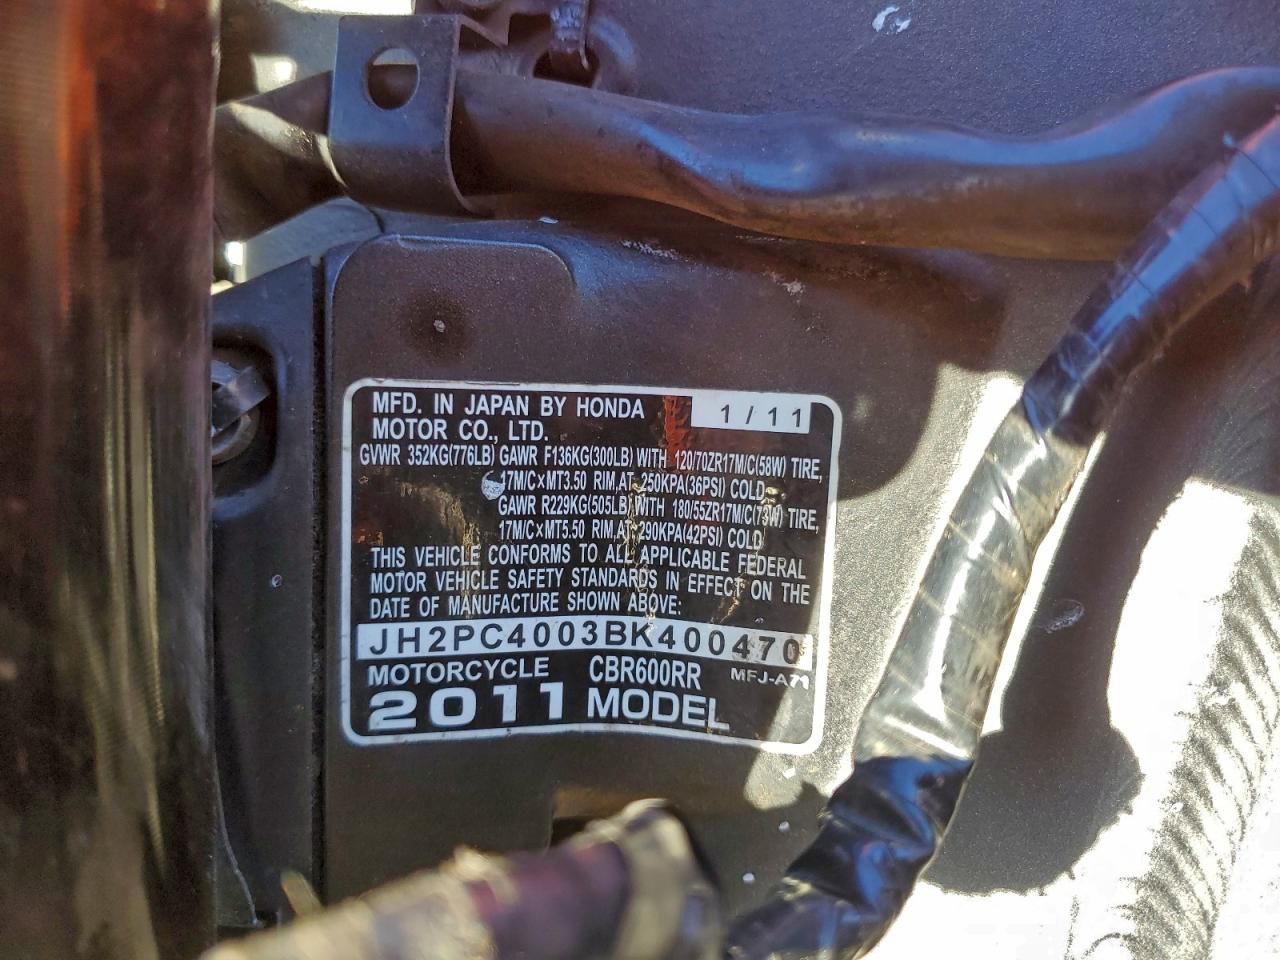 MFD. IN JAPAN BY HONDA 1 / 11
MOTOR CO., LTD.
GVWR 352KG(776LB) GAWR F136KG(300LB) WITH 120/70ZR17M/C(58W) TIRE,
17M/C×MT3.50 RIM,AT 250KPA(36PSI) COLD
GAWR R229KG(505LB) WITH 180/55ZR17M/C(73W) TIRE,
17M/C×MT5.50 RIM,AT 290KPA(42PSI) COLD
THIS VEHICLE CONFORMS TO ALL APPLICABLE FEDERAL
MOTOR VEHICLE SAFETY STANDARDS IN EFFECT ON THE
DATE OF MANUFACTURE SHOWN ABOVE:
JH2PC4003BK400470
MOTORCYCLE CBR600RR MFJ-A71
2011 MODEL